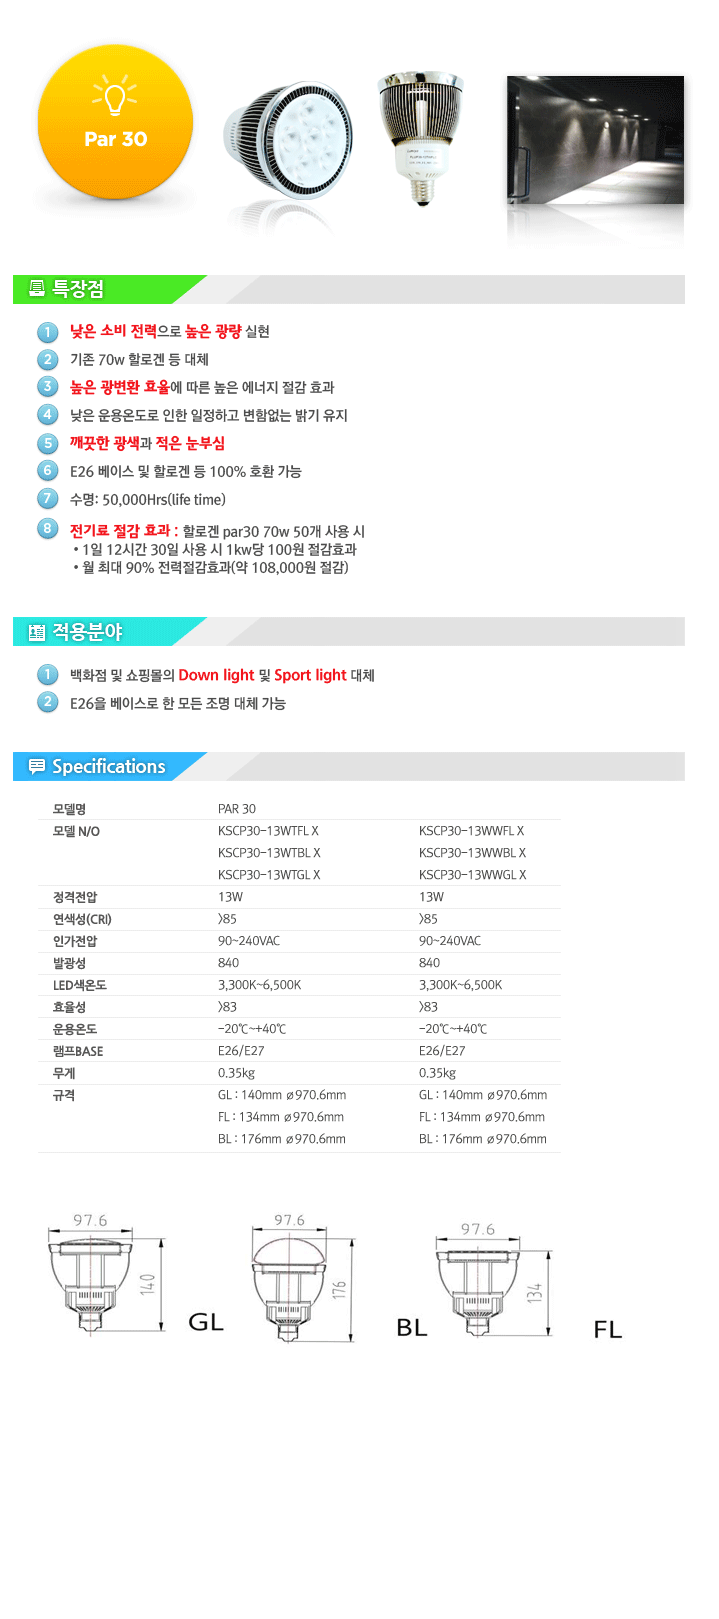 Par 30
특장점
1 낮은 소비 전력으로 높은 광량 실현
2 기존 70w 할로겐 등 대체
3 높은 광변환 효율에 따른 높은 에너지 절감 효과
4 낮은 운용온도로 인한 일정하고 변함없는 밝기 유지
5 깨끗한 광색과 적은 눈부심
6 E26 베이스 및 할로겐 등 100% 호환 가능
7 수명: 50,000Hrs(life time)
8 전기료 절감 효과 : 할로겐 par30 70w 50개 사용 시
• 1일 12시간 30일 사용 시 1kw당 100원 절감효과
• 월 최대 90% 전력절감효과(약 108,000원 절감)
적용분야
1 백화점 및 쇼핑몰의 Down light 및 Sport light 대체
2 E26을 베이스로 한 모든 조명 대체 가능
Specifications
모델명 PAR 30
모델 N/O KSCP30-13WTFL X KSCP30-13WWFL X
KSCP30-13WTBL X KSCP30-13WWBL X
KSCP30-13WTGL X KSCP30-13WWGL X
정격전압 13W 13W
연색성(CRI) >85 >85
인가전압 90~240VAC 90~240VAC
발광성 840 840
LED색온도 3,300K~6,500K 3,300K~6,500K
효율성 >83 >83
운용온도 -20℃~+40℃ -20℃~+40℃
램프BASE E26/E27 E26/E27
무게 0.35kg 0.35kg
규격 GL : 140mm ø970.6mm GL : 140mm ø970.6mm
FL : 134mm ø970.6mm FL : 134mm ø970.6mm
BL : 176mm ø970.6mm BL : 176mm ø970.6mm
97.6 97.6 97.6
140 176 134
GL BL FL